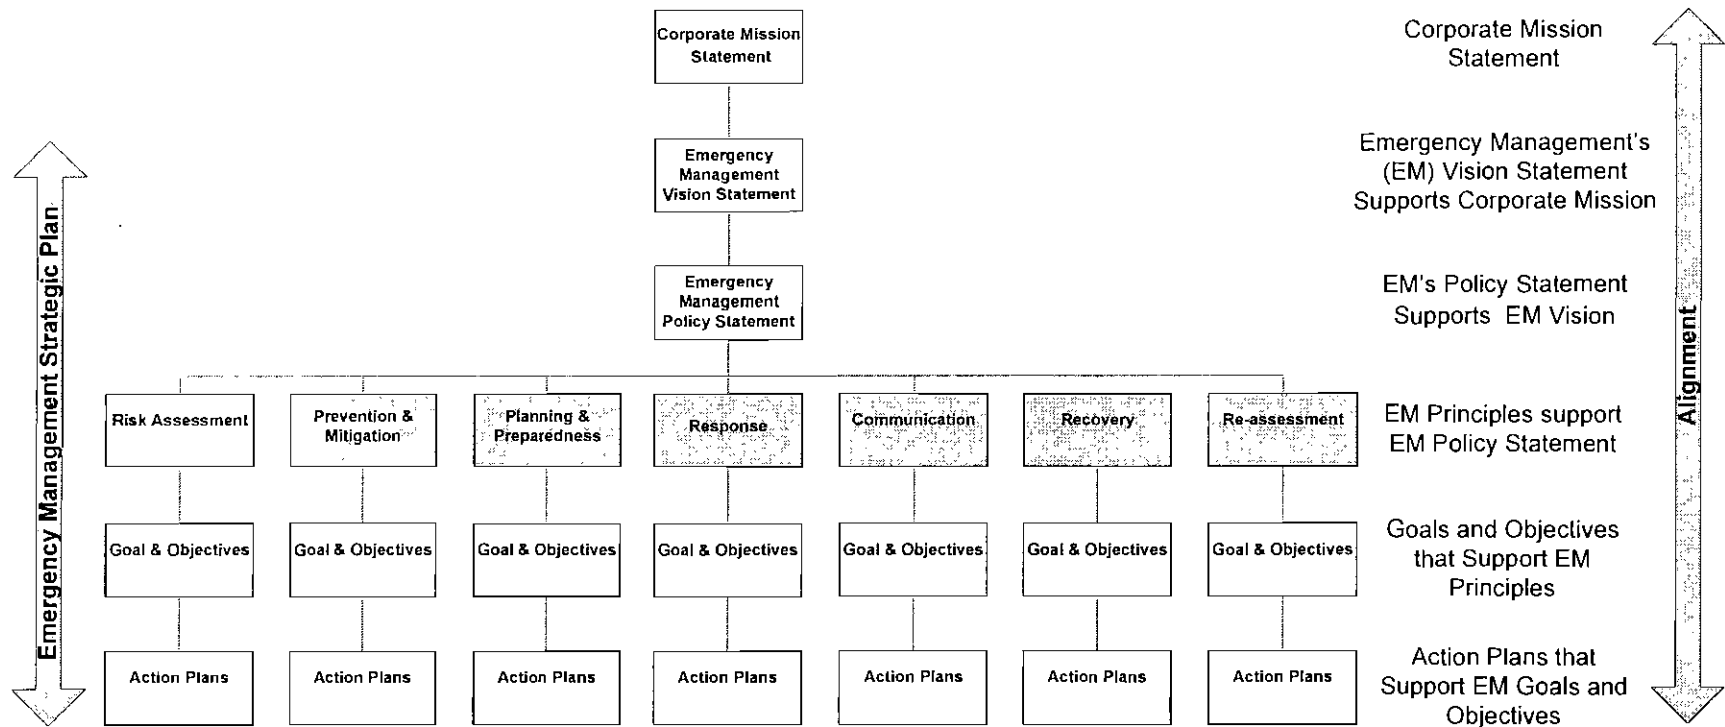 Corporate Mission
Statement
Corporate Mission
Statement
Emergency
Management
Vision Statement
Emergency Management's
(EM) Vision Statement
Supports Corporate Mission
Emergency
Management
Policy Statement
EM's Policy Statement
Supports EM Vision
Risk Assessment
Prevention &
Mitigation
Planning &
Preparedness
Response
Communication
Recovery
Re-assessment
EM Principles support
EM Policy Statement
Goal & Objectives
Goal & Objectives
Goal & Objectives
Goal & Objectives
Goal & Objectives
Goal & Objectives
Goal & Objectives
Goals and Objectives
that Support EM
Principles
Action Plans
Action Plans
Action Plans
Action Plans
Action Plans
Action Plans
Action Plans
Action Plans that
Support EM Goals and
Objectives
Emergency Management Strategic Plan
Alignment